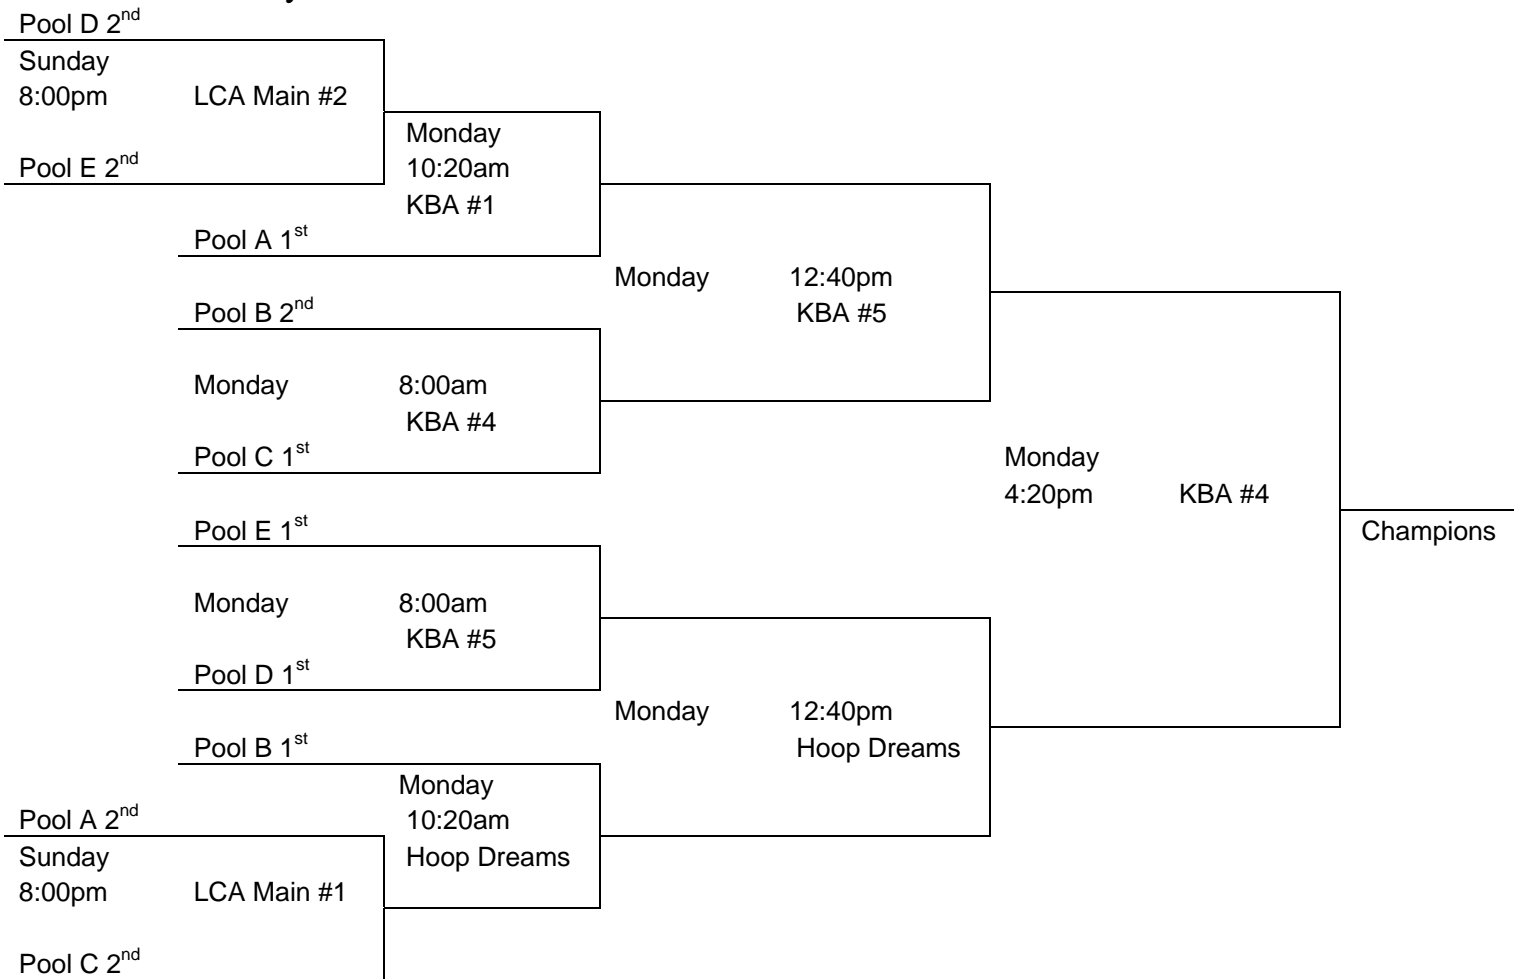 Pool D 2nd
Sunday
8:00pm LCA Main #2
Monday
Pool E 2nd 10:20am
KBA #1
Pool A 1st
Monday 12:40pm
Pool B 2nd KBA #5
Monday 8:00am
KBA #4
Pool C 1st Monday
4:20pm KBA #4
Pool E 1st Champions
Monday 8:00am
KBA #5
Pool D 1st
Monday 12:40pm
Pool B 1st Hoop Dreams
Monday
Pool A 2nd 10:20am
Sunday Hoop Dreams
8:00pm LCA Main #1
Pool C 2nd